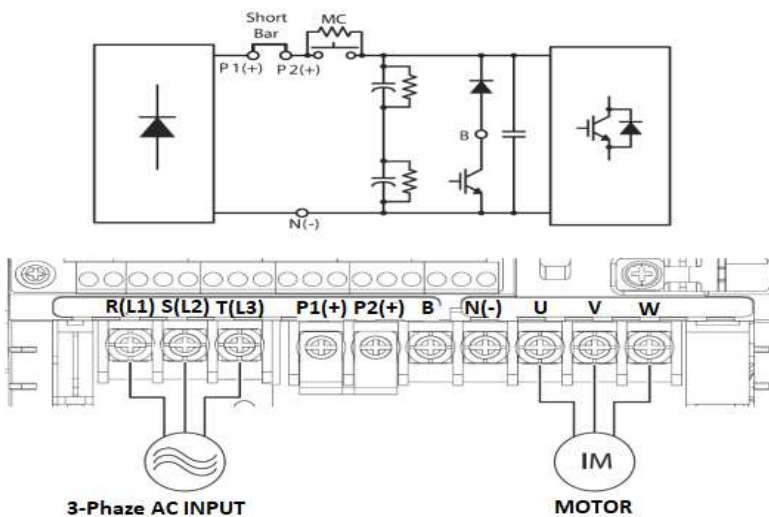 Short
Bar
MC
P1(+) P2(+)
B
N(-)
R(L1) S(L2) T(L3) P1(+) P2(+) B N(-) U V W
IM
3-Phaze AC INPUT
MOTOR